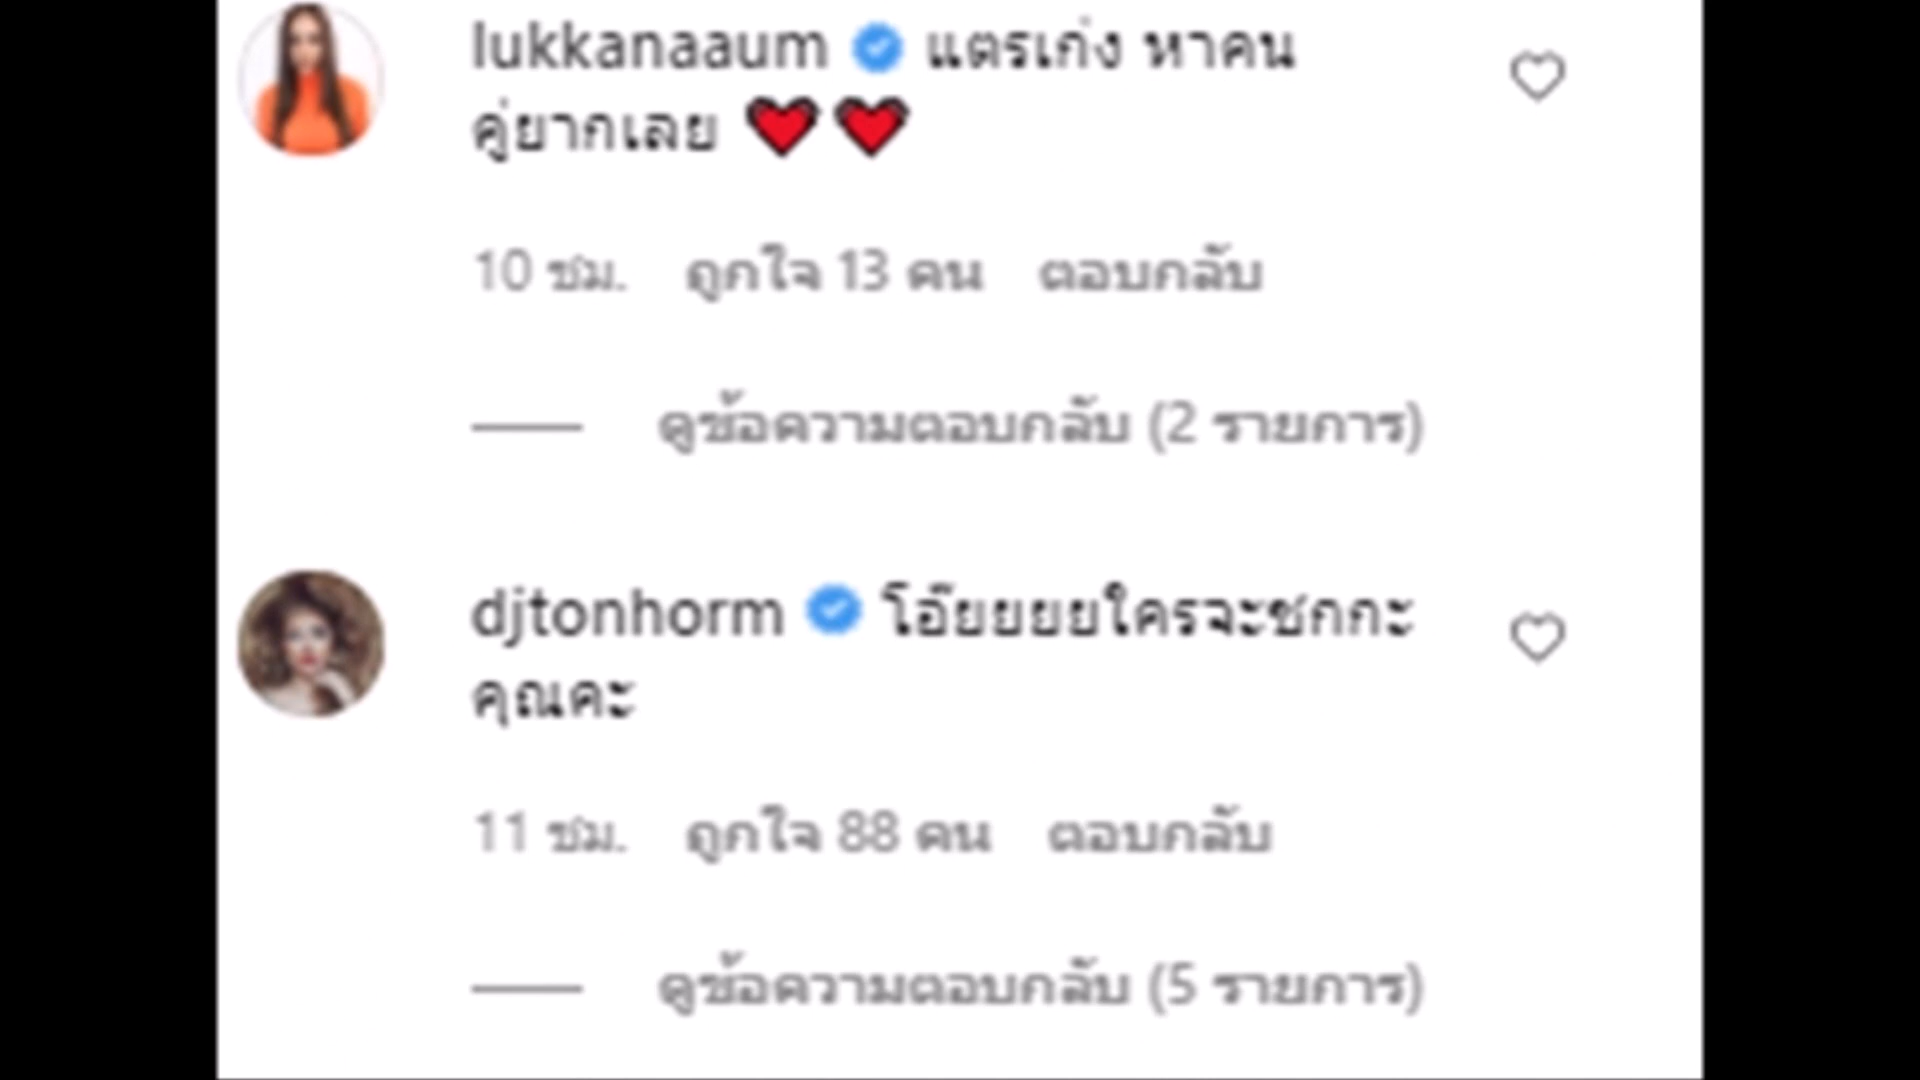 lukkanaaum แตรเก่ง หาคน
คู่ยากเลย
10 ชม. ถูกใจ 13 คน ตอบกลับ
ดูข้อความตอบกลับ (2 รายการ)
djtonhorm โอ๊ยยยยใครจะชกกะ
คุณคะ
11 ชม. ถูกใจ 88 คน ตอบกลับ
ดูข้อความตอบกลับ (5 รายการ)